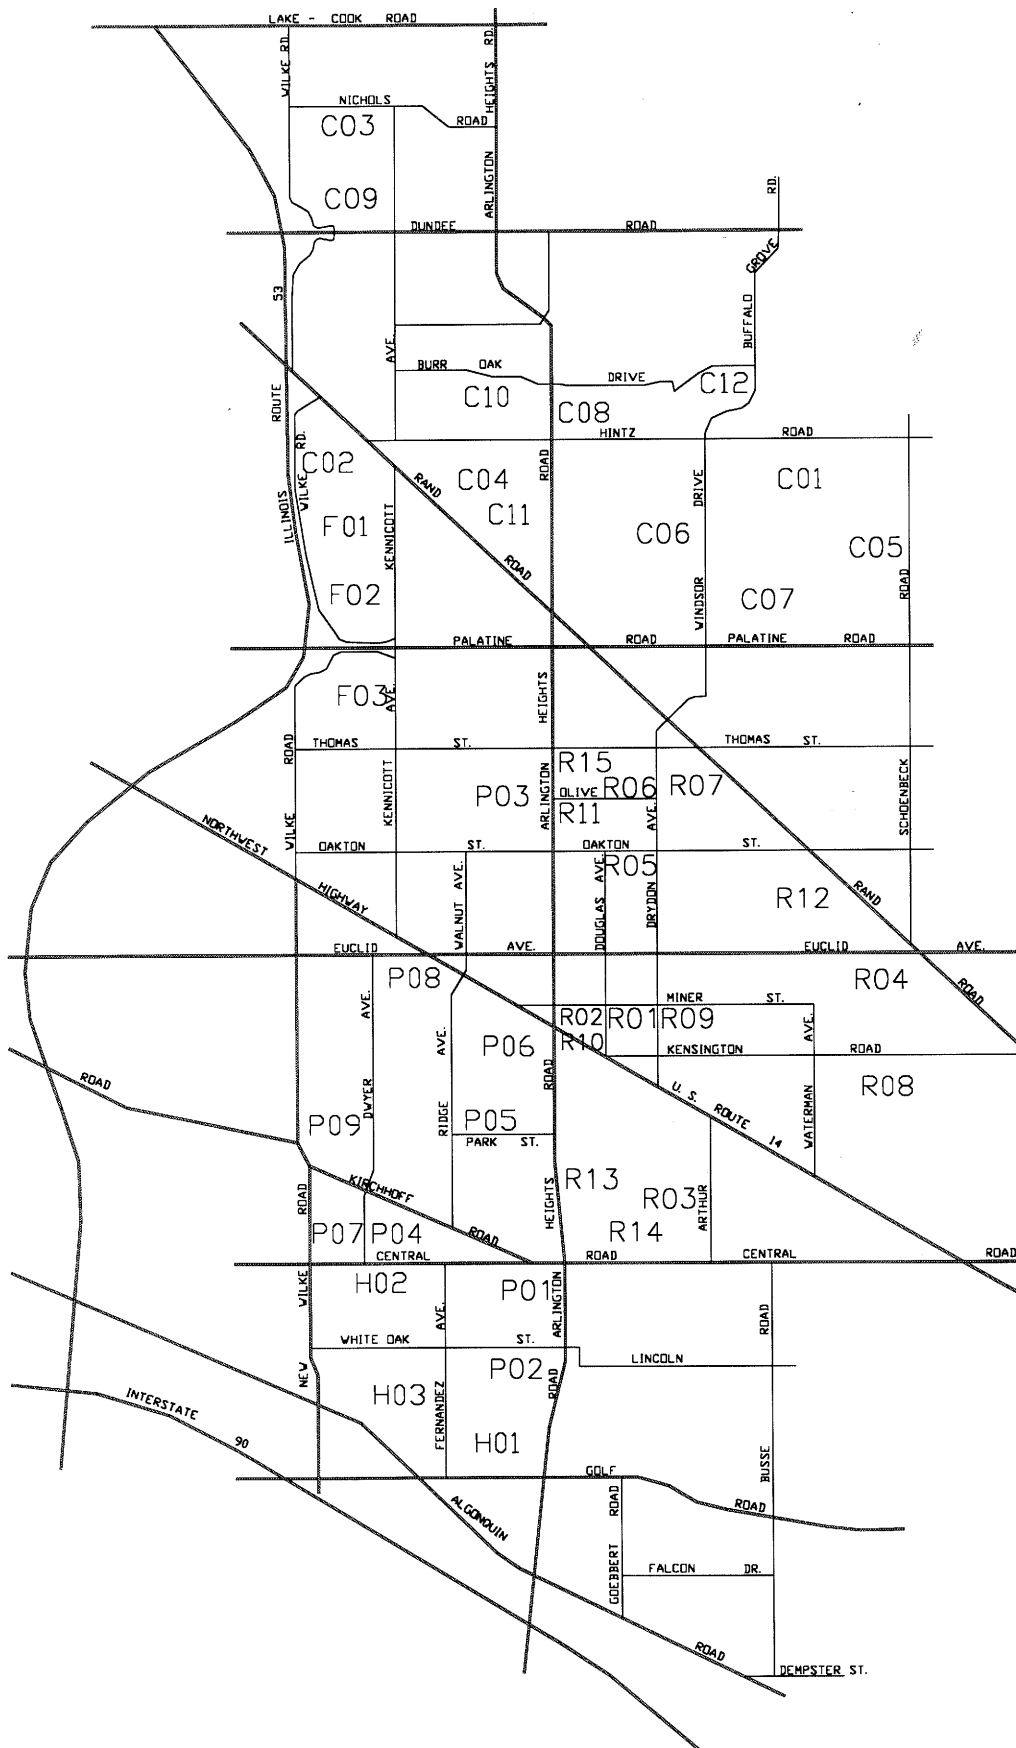 LAKE - COOK ROAD
WILKE RD.
HEIGHTS RD.
NICHOLS
ROAD
C03
ARLINGTON
C09
RD.
DUNDEE ROAD
GROVE
53
BUFFALO
AVE.
BURR OAK DRIVE
C12
C10
C08
ROUTE
HINTZ ROAD
RD.
C02
WILKE
RAND
C04
ROAD
DRIVE
C01
ILLINOIS
F01
KENNICOTT
C11
C06
C05
ROAD
ROAD
F02
WINDSOR
C07
PALATINE ROAD PALATINE ROAD
F03
AVE.
HEIGHTS
ROAD
THOMAS ST. THOMAS ST.
R15
P03
OLIVE
R06
R07
KENNICOTT
ARLINGTON
R11
AVE.
SCHOENBECK
NORTHWEST
WILKE
OAKTON ST. OAKTON ST.
R05
HIGHWAY
WALNUT AVE.
DOUGLAS AVE.
DRYDON
R12
RAND
EUCLID AVE. EUCLID AVE.
P08
R04
ROAD
AVE.
MINER ST.
R02
R01
R09
AVE.
P06
R10
KENSINGTON ROAD
ROAD
AVE.
ROAD
R08
DWYER
U. S. ROUTE 14
P09
RIDGE
P05
WATERMAN
PARK ST.
KIRCHHOFF
ROAD
R13
R03
HEIGHTS
ARTHUR
ROAD
P07
P04
R14
CENTRAL ROAD CENTRAL ROAD
H02
P01
WILKE
AVE.
ARLINGTON
ROAD
WHITE OAK ST.
LINCOLN
P02
NEW
H03
FERNANDEZ
ROAD
INTERSTATE
90
H01
GOLF
BUSSE
ROAD
ROAD
ALGONQUIN
GOEBBERT
FALCON DR.
ROAD
DEMPSTER ST.